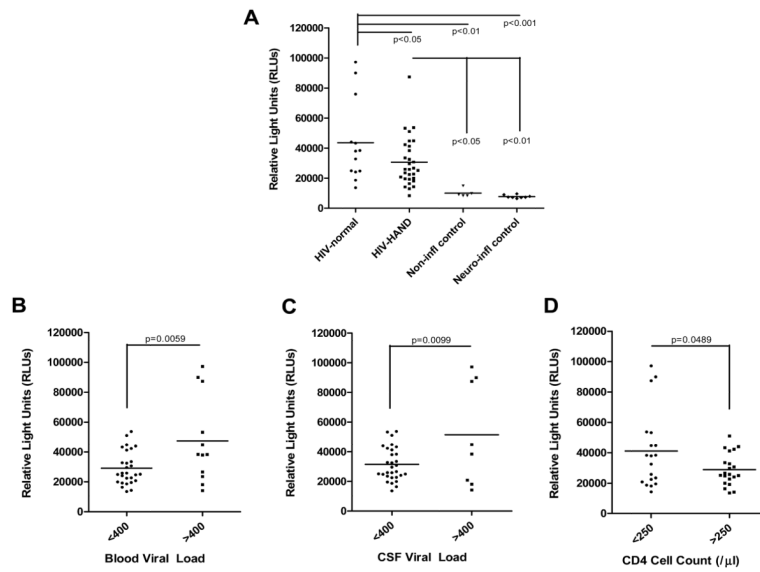 A
p<0.001
p<0.01
p<0.05
120000
100000
80000
60000
40000
20000
0
Relative Light Units (RLUs)
p<0.05
p<0.01
HIV-normal
HIV-HAND
Non-infl control
Neuro-infl control
B
120000
100000
80000
60000
40000
20000
0
Relative Light Units (RLUs)
p=0.0059
<400
>400
Blood Viral Load
C
120000
100000
80000
60000
40000
20000
0
Relative Light Units (RLUs)
p=0.0099
<400
>400
CSF Viral Load
D
120000
100000
80000
60000
40000
20000
0
Relative Light Units (RLUs)
p=0.0489
<250
>250
CD4 Cell Count (/µl)